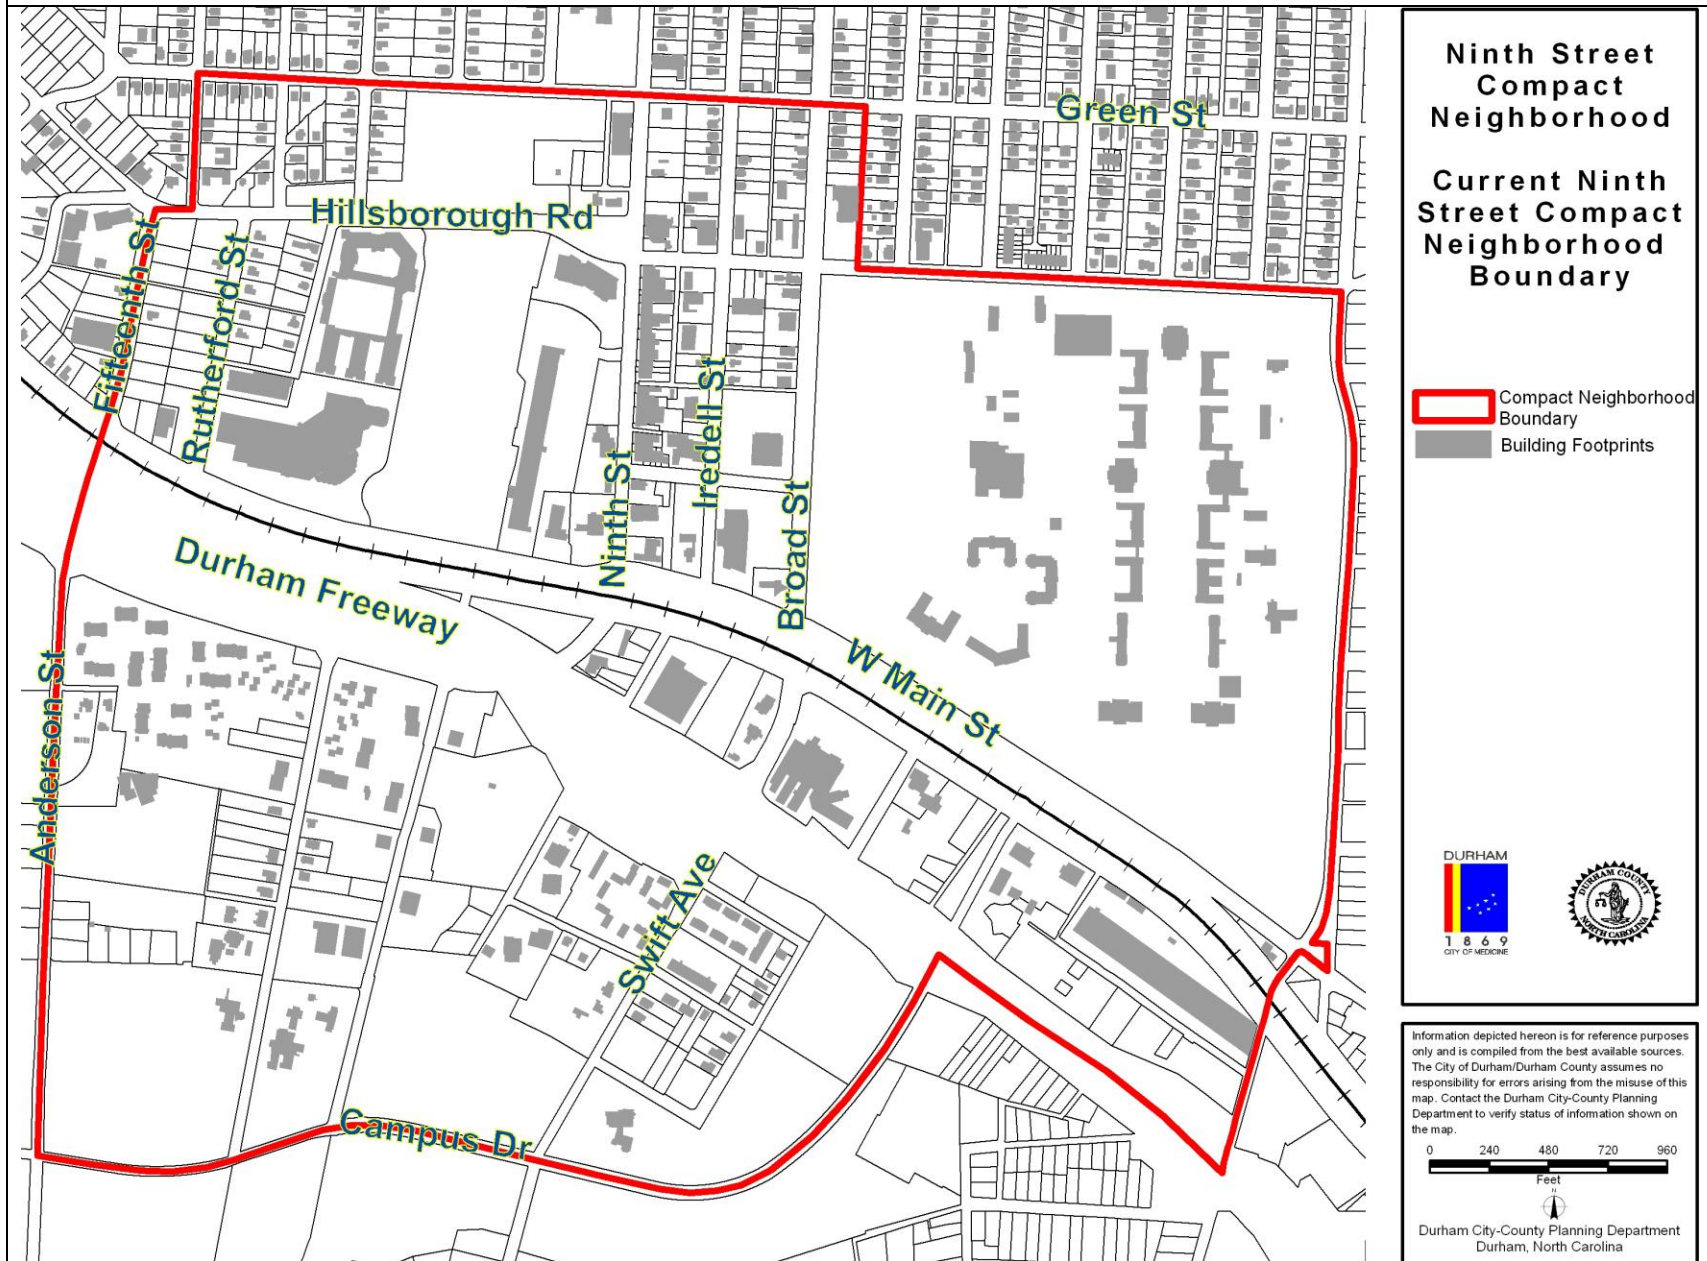 Ninth Street
Compact
Neighborhood
Current Ninth
Street Compact
Neighborhood
Boundary
Compact Neighborhood
Boundary
Building Footprints
DURHAM
1 8 6 9
CITY OF MEDICINE
DURHAM COUNTY
NORTH CAROLINA
Information depicted hereon is for reference purposes
only and is compiled from the best available sources.
The City of Durham/Durham County assumes no
responsibility for errors arising from the misuse of this
map. Contact the Durham City-County Planning
Department to verify status of information shown on
the map.
0 240 480 720 960
Feet
N
Durham City-County Planning Department
Durham, North Carolina
Green St
Hillsborough Rd
Fifteenth St
Rutherford St
Iredell St
Ninth St
Broad St
Durham Freeway
W Main St
Anderson St
Swift Ave
Campus Dr